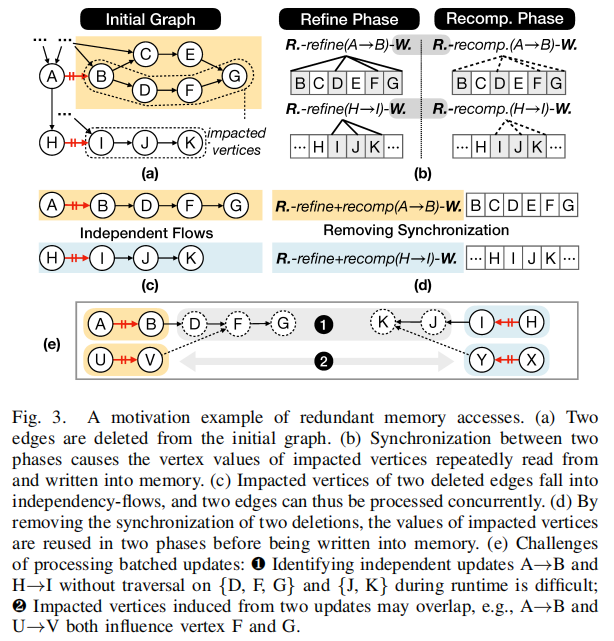 Initial Graph
Refine Phase
Recomp. Phase
... ...
C E
A B G
D F
...
H I J K
impacted
vertices
(a)
R.-refine(A→B)-W.
R.-recomp.(A→B)-W.
B C D E F G
B C D E F G
R.-refine(H→I)-W.
R.-recomp.(H→I)-W.
... H I J K ...
... H I J K ...
(b)
A B D F G
Independent Flows
H I J K
(c)
R.-refine+recomp(A→B)-W.
B C D E F G
Removing Synchronization
R.-refine+recomp(H→I)-W.
... H I J K ...
(d)
(e)
A B D F G ❶ K J I H
U V ❷ Y X
Fig. 3. A motivation example of redundant memory accesses. (a) Two
edges are deleted from the initial graph. (b) Synchronization between two
phases causes the vertex values of impacted vertices repeatedly read from
and written into memory. (c) Impacted vertices of two deleted edges fall into
independency-flows, and two edges can thus be processed concurrently. (d) By
removing the synchronization of two deletions, the values of impacted vertices
are reused in two phases before being written into memory. (e) Challenges
of processing batched updates: ❶ Identifying independent updates A→B and
H→I without traversal on {D, F, G} and {J, K} during runtime is difficult;
❷ Impacted vertices induced from two updates may overlap, e.g., A→B and
U→V both influence vertex F and G.